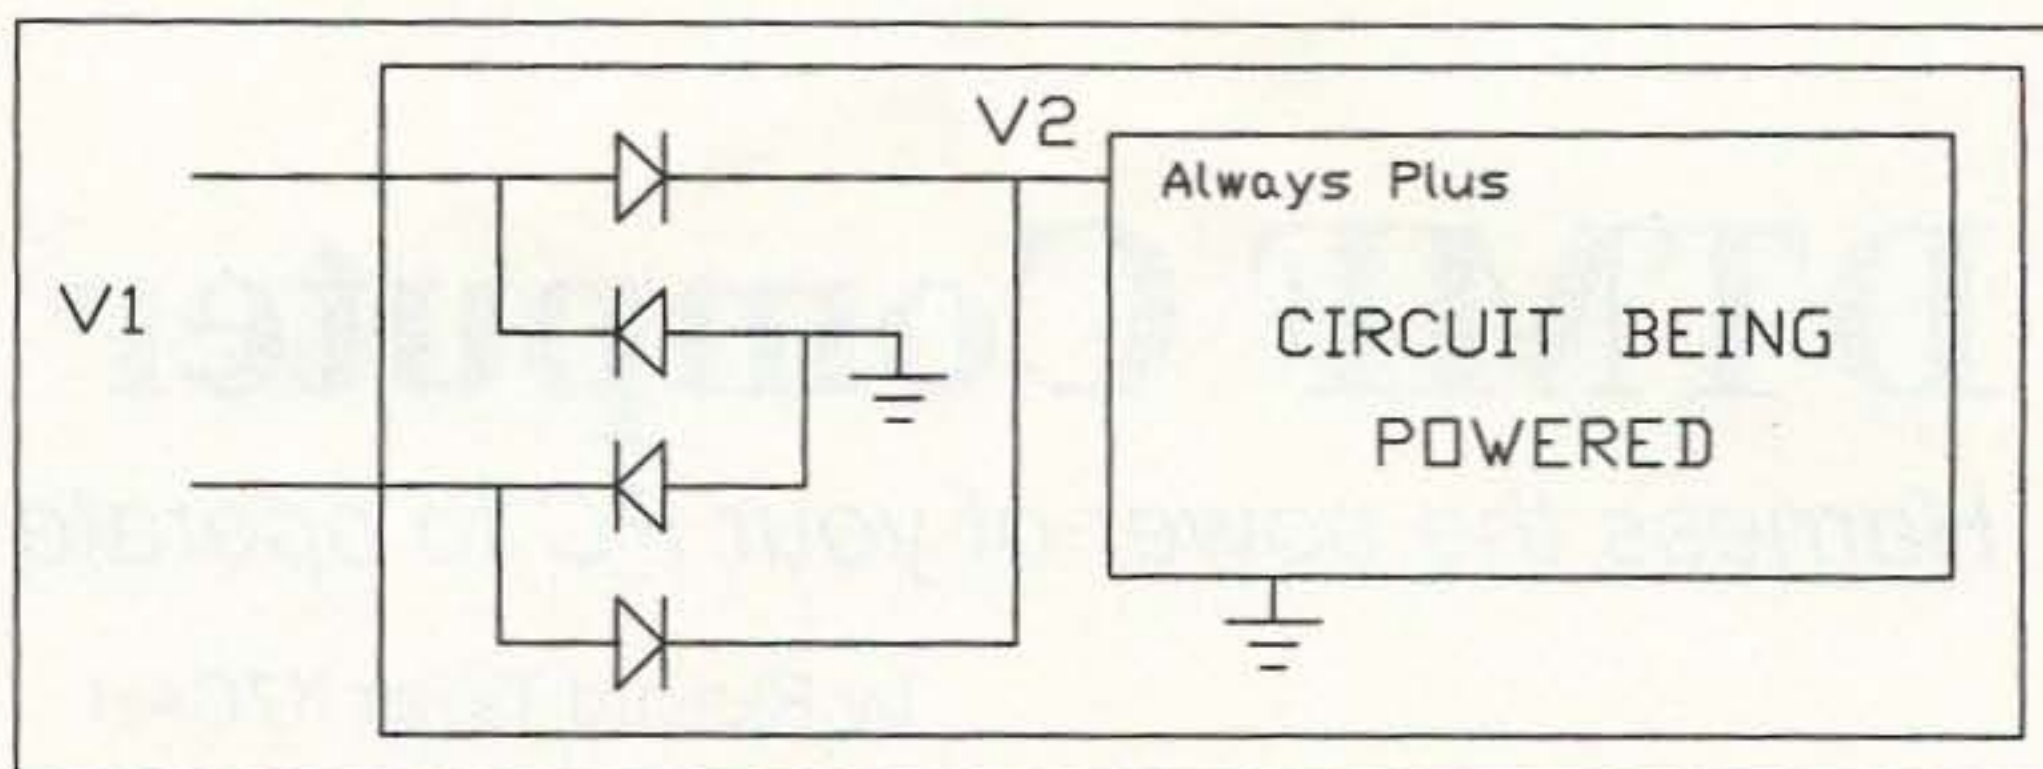 V2
Always Plus
V1
CIRCUIT BEING
POWERED